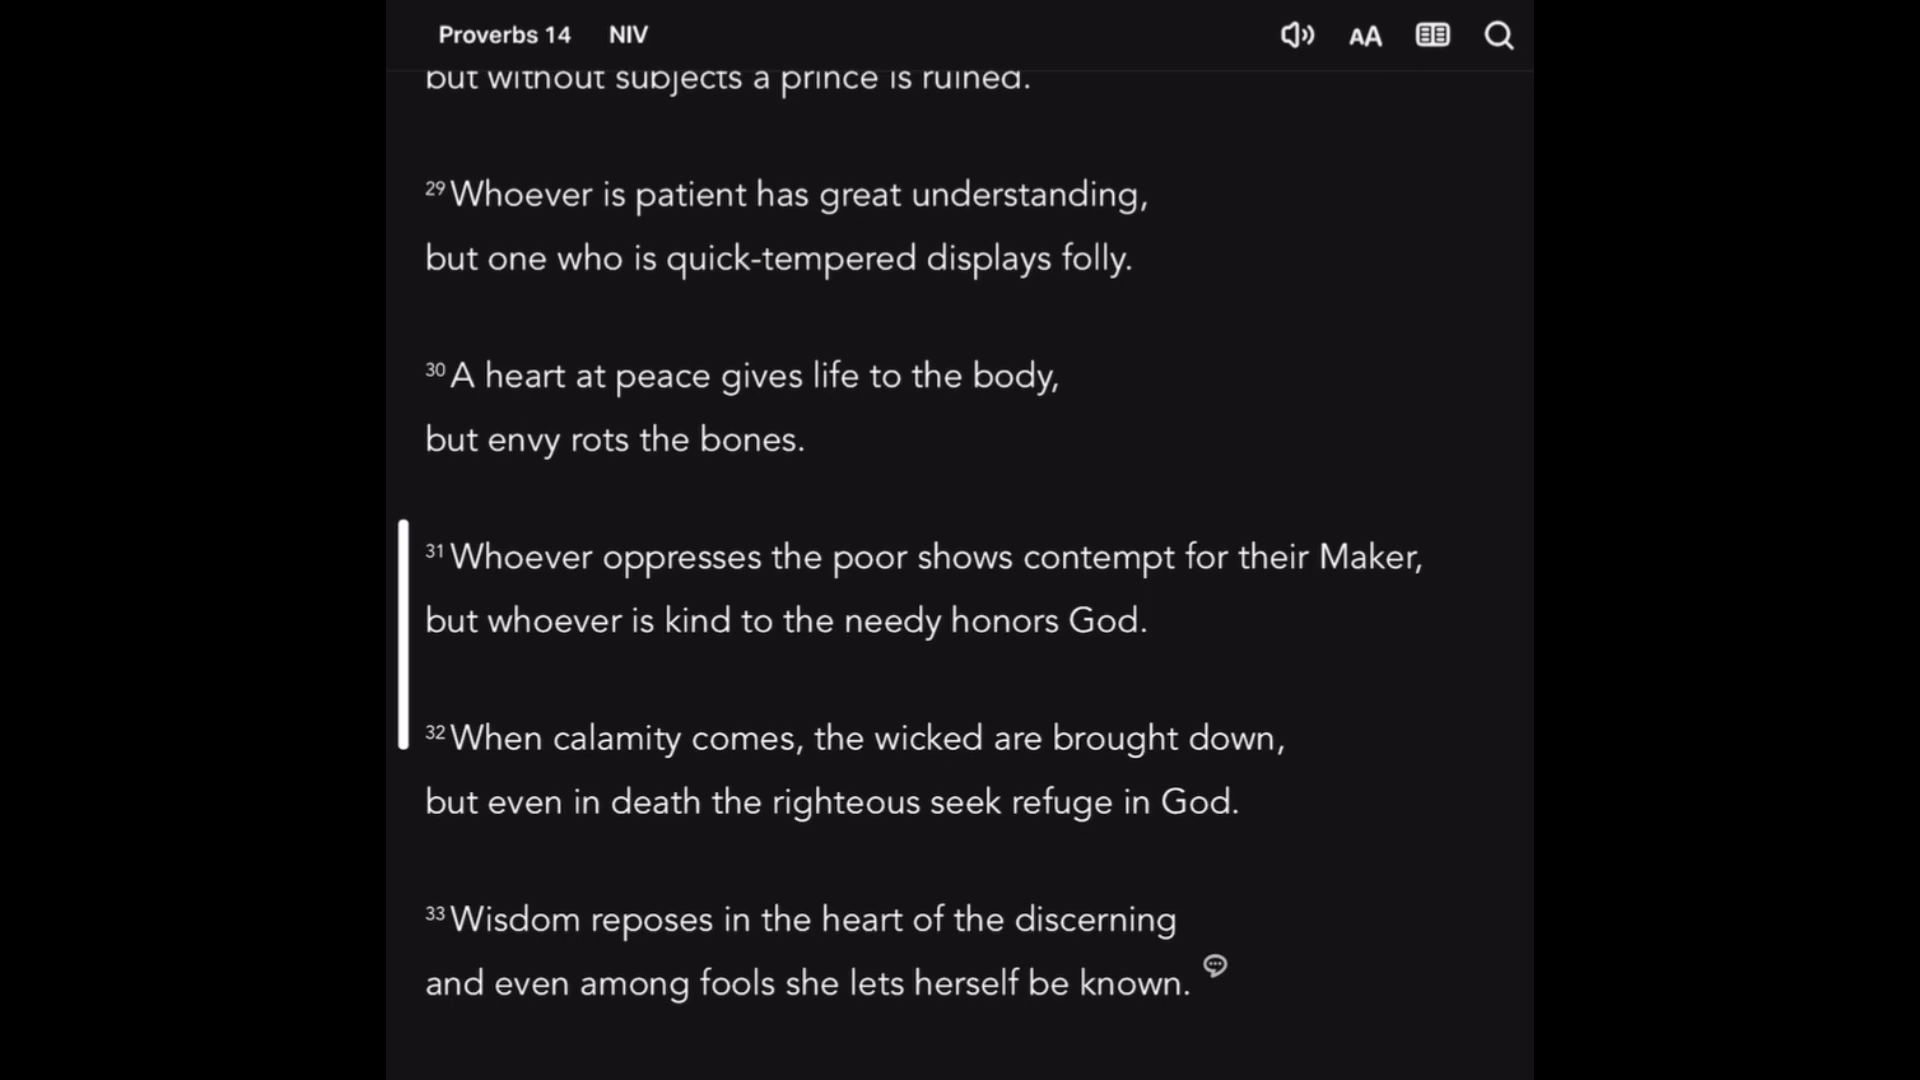 Proverbs 14 NIV AA
but without subjects a prince is ruined.
29 Whoever is patient has great understanding,
but one who is quick-tempered displays folly.
30 A heart at peace gives life to the body,
but envy rots the bones.
31 Whoever oppresses the poor shows contempt for their Maker,
but whoever is kind to the needy honors God.
32 When calamity comes, the wicked are brought down,
but even in death the righteous seek refuge in God.
33 Wisdom reposes in the heart of the discerning
and even among fools she lets herself be known.